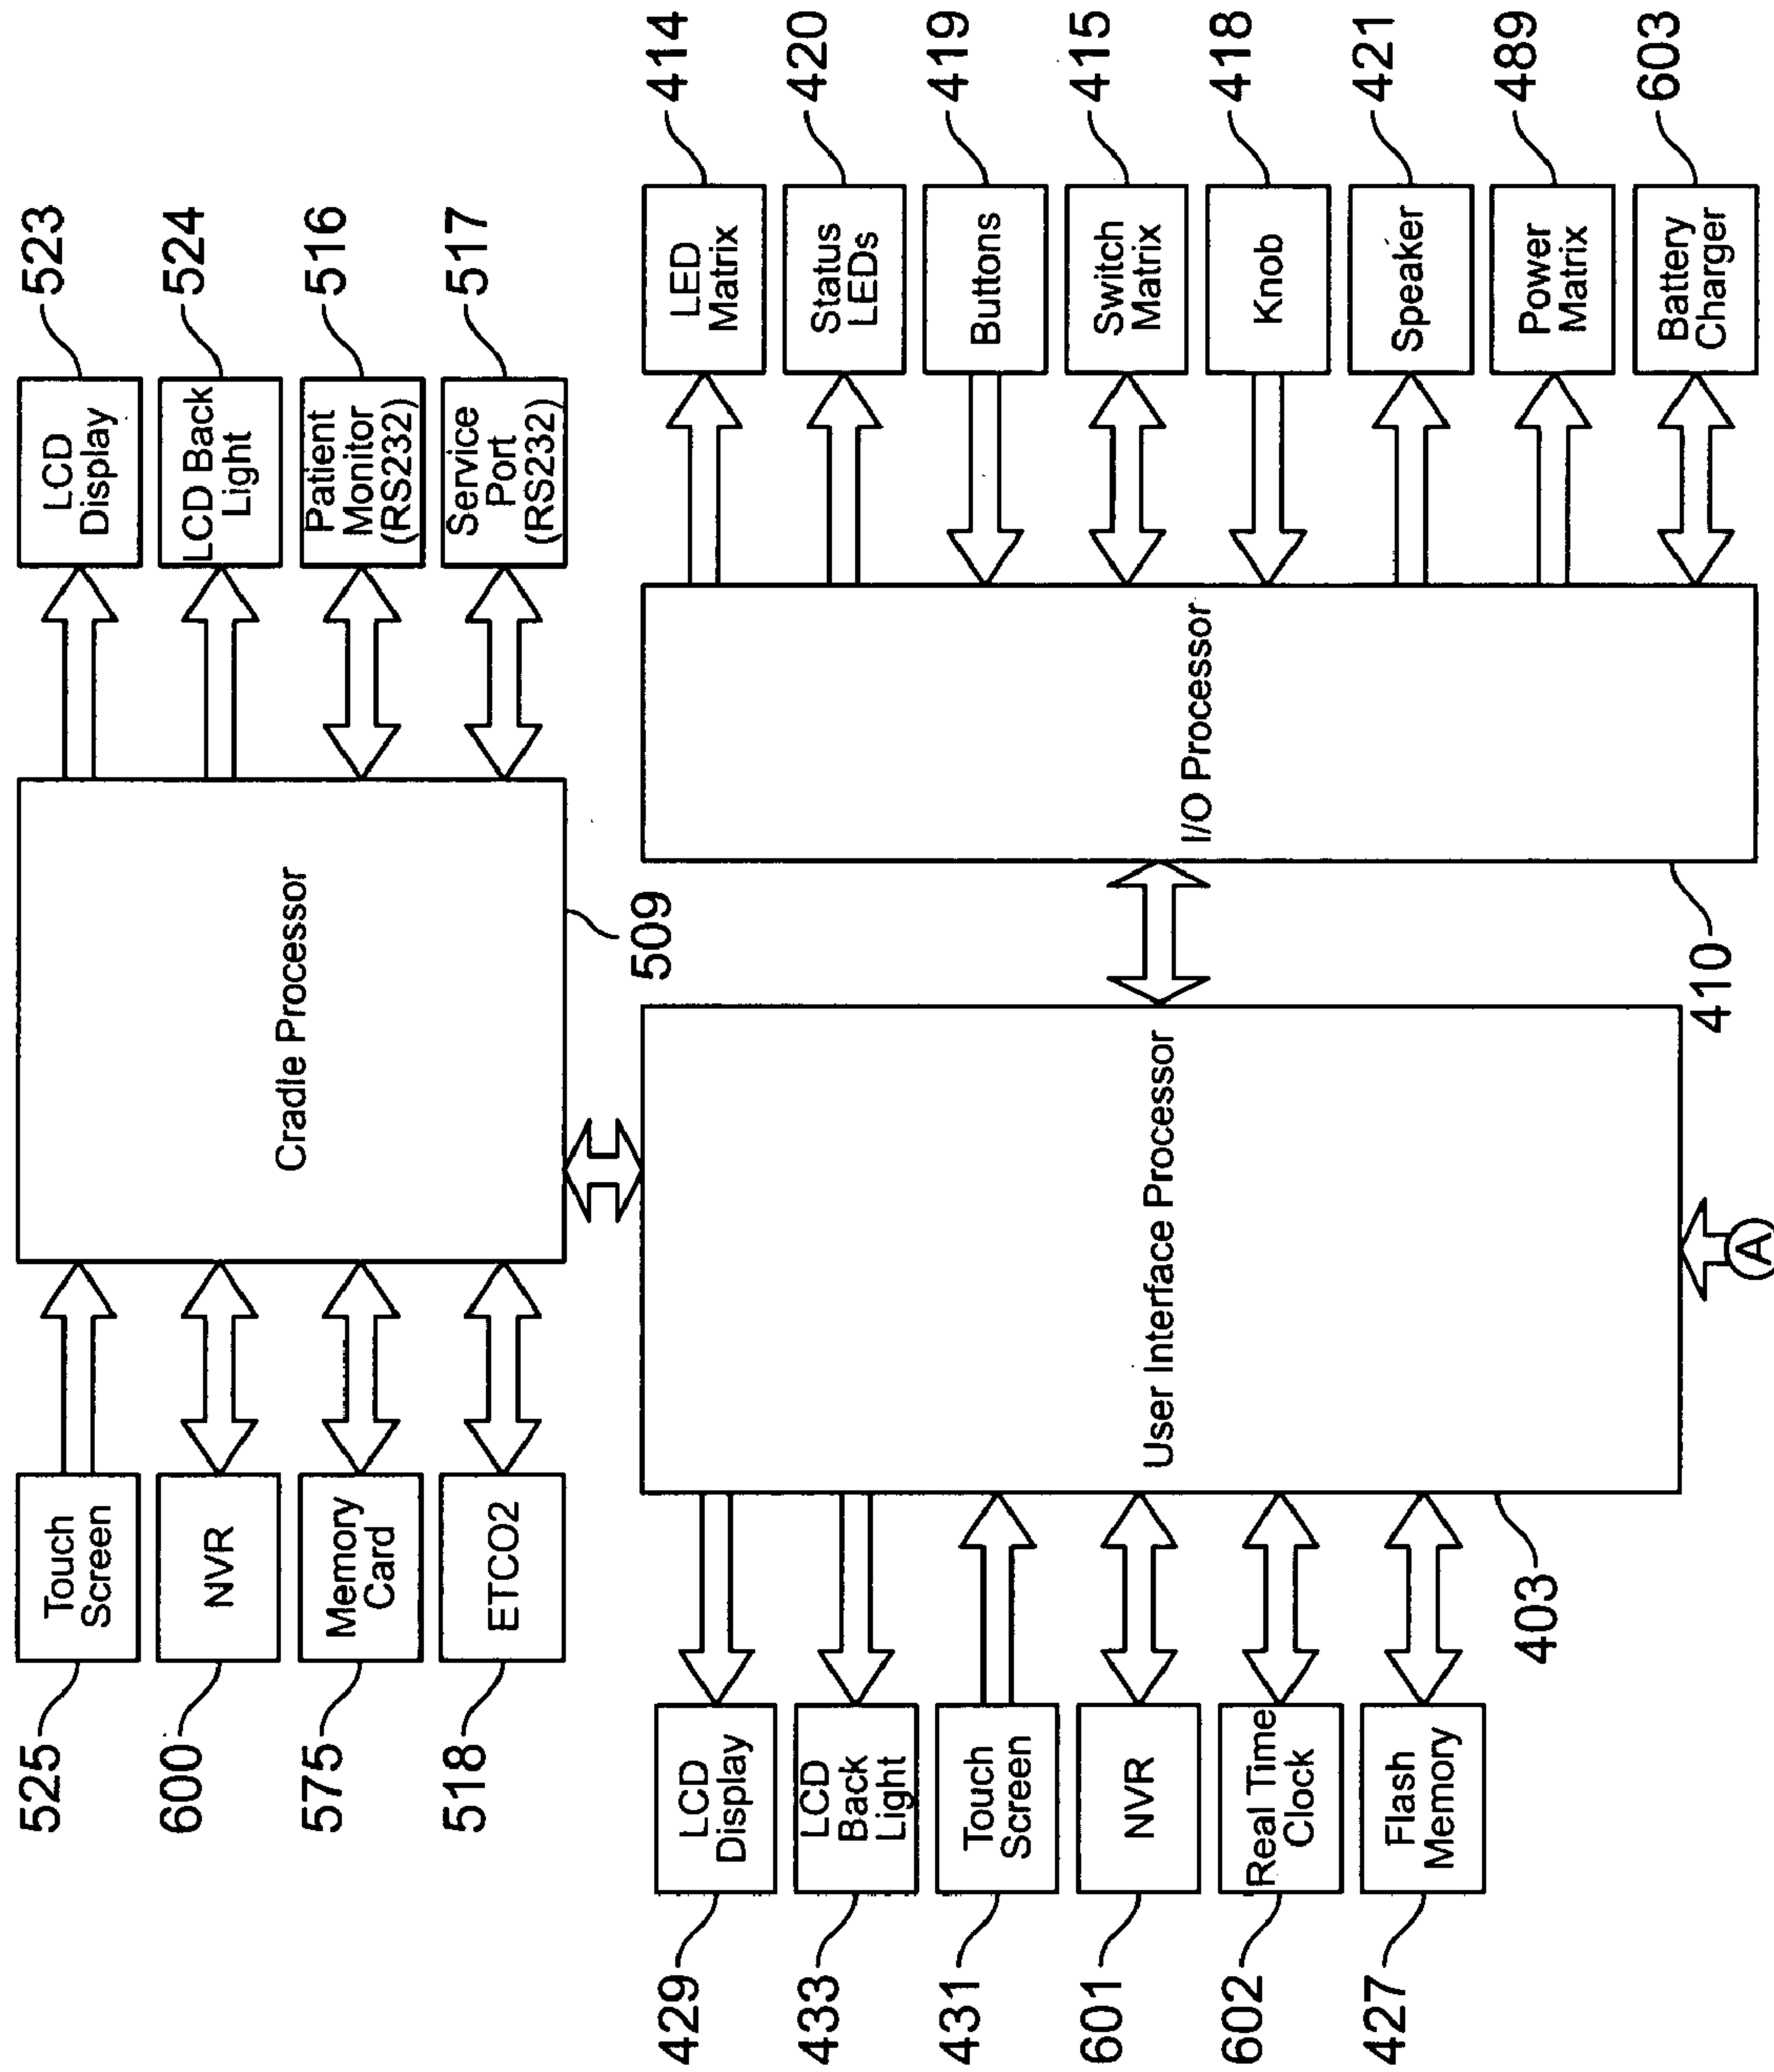 525
Touch
Screen
600
NVR
575
Memory
Card
518
ETCO2
Cradle Processor
509
LCD
Display
523
LCD Back
Light
524
Patient
Monitor
(RS232)
516
Service
Port
(RS232)
517
429
LCD
Display
433
LCD
Back
Light
431
Touch
Screen
601
NVR
602
Real Time
Clock
427
Flash
Memory
User Interface Processor
403
A
I/O Processor
410
LED
Matrix
414
Status
LEDs
420
Buttons
419
Switch
Matrix
415
Knob
418
Speaker
421
Power
Matrix
489
Battery
Charger
603